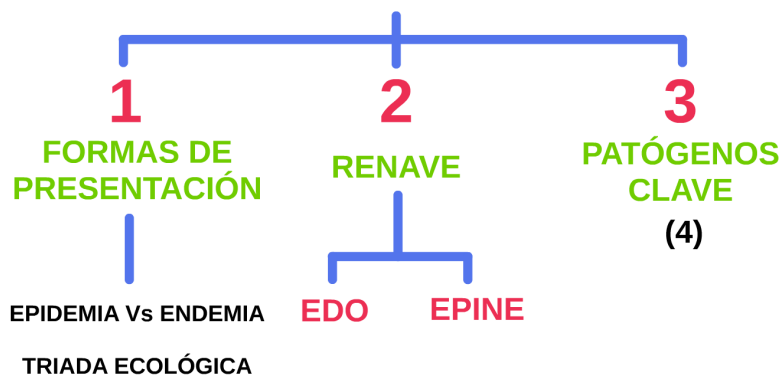 1
FORMAS DE
PRESENTACIÓN
EPIDEMIA Vs ENDEMIA
TRIADA ECOLÓGICA
2
RENAVE
EDO
EPINE
3
PATÓGENOS
CLAVE
(4)